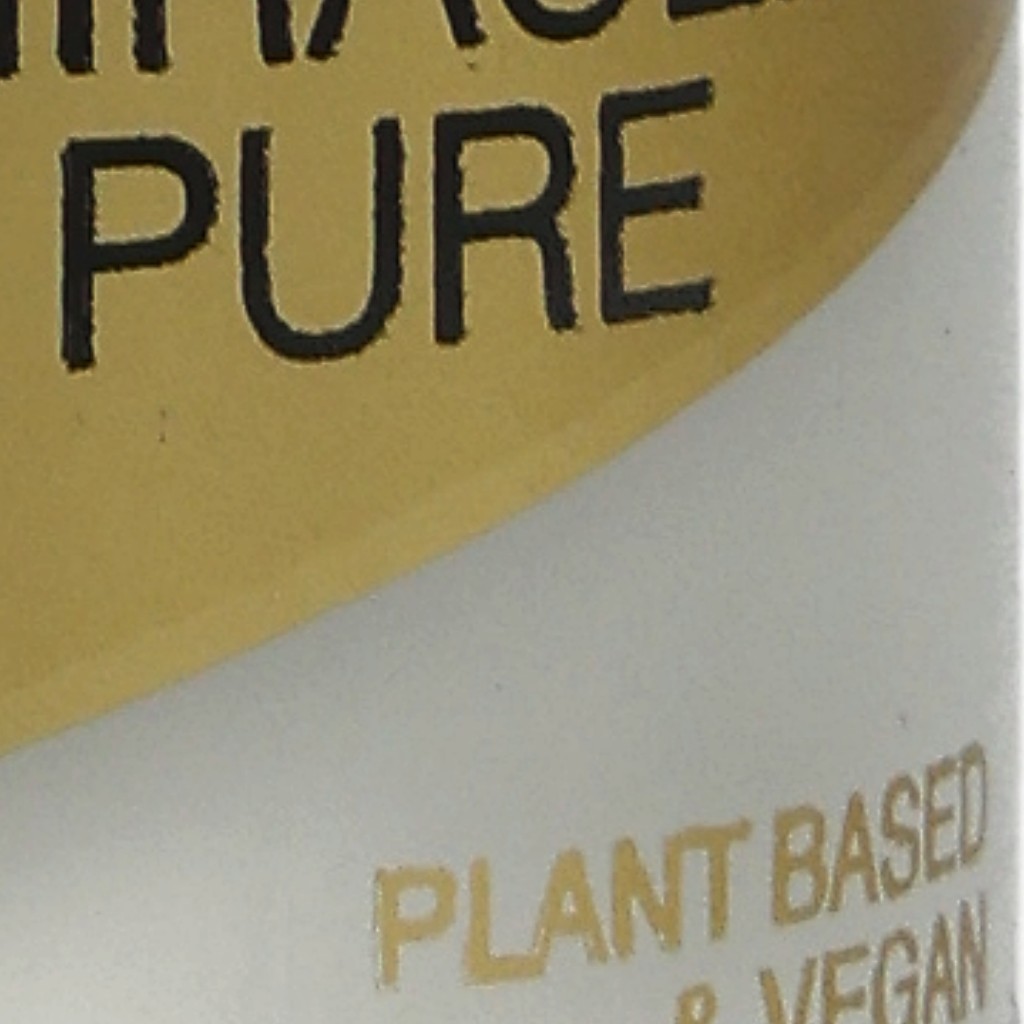 PURE
PLANT BASED
& VEGAN